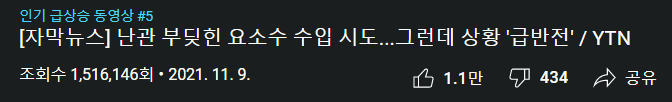 인기 급상승 동영상 #5
[자막뉴스] 난관 부딪힌 요소수 수입 시도...그런데 상황 '급반전' / YTN
조회수 1,516,146회 • 2021. 11. 9.
1.1만 434 공유